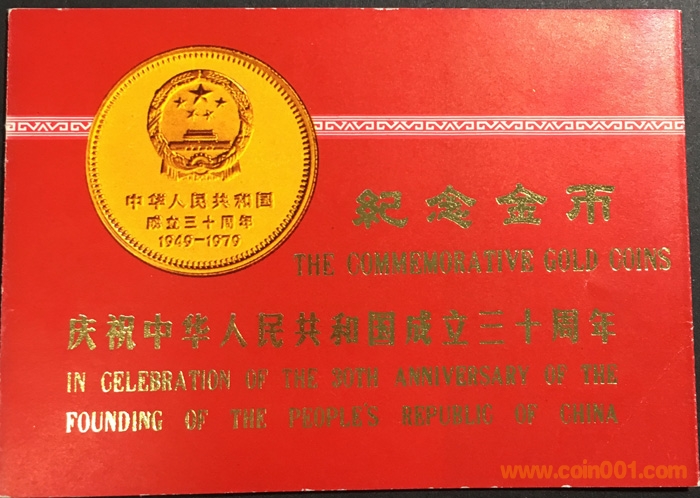 中华人民共和国
成立三十周年
1949-1979
纪念金币
THE COMMEMORATIVE GOLD COINS
庆祝中华人民共和国成立三十周年
IN CELEBRATION OF THE 30TH ANNIVERSARY OF THE
FOUNDING OF THE PEOPLE'S REPUBLIC OF CHINA
www.coin001.com